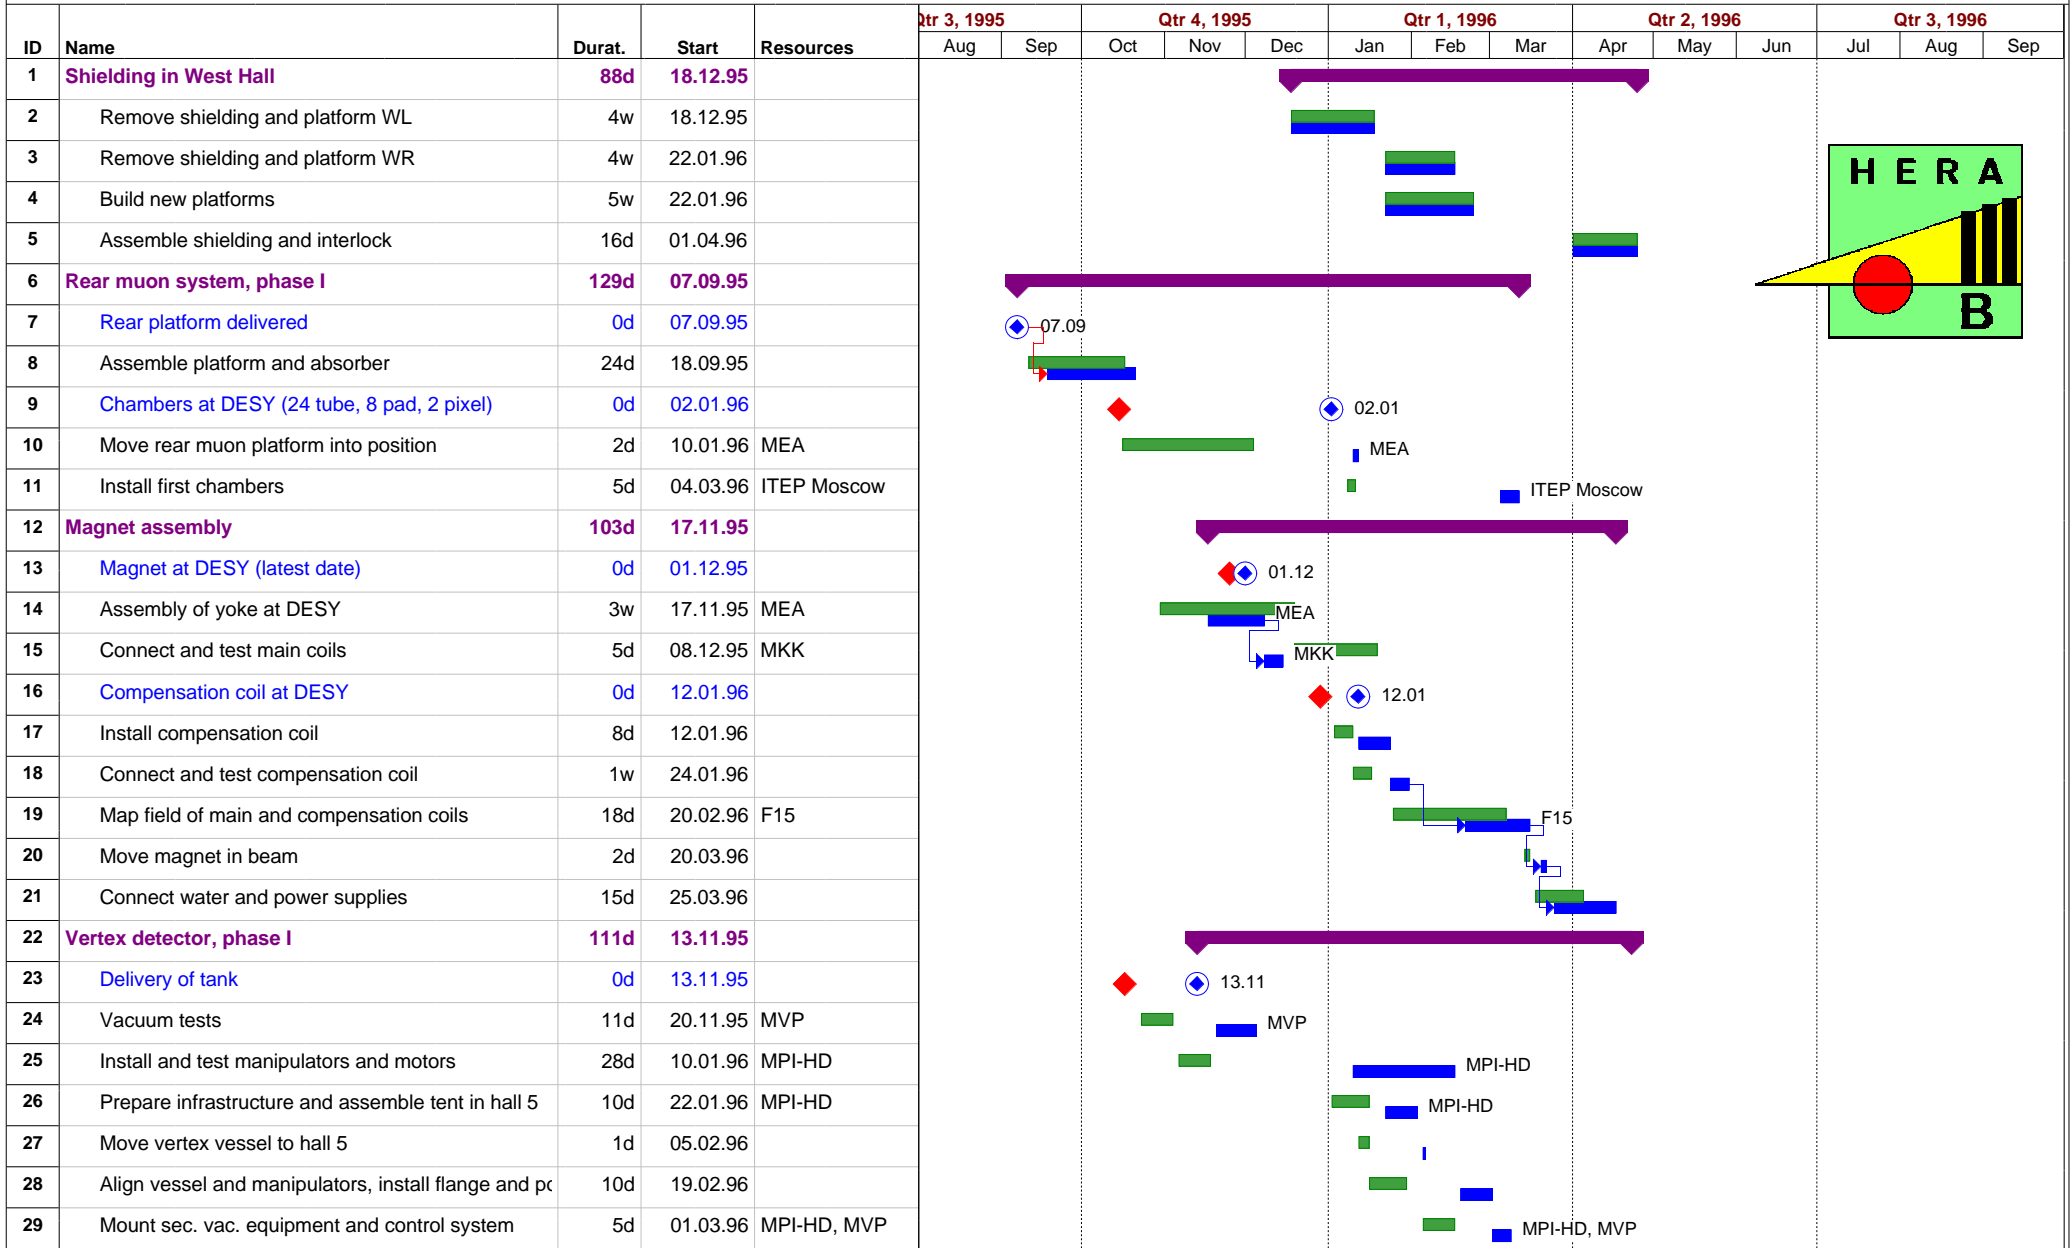 Qtr 3, 1995 Qtr 4, 1995 Qtr 1, 1996 Qtr 2, 1996 Qtr 3, 1996
ID Name Durat. Start Resources Aug Sep Oct Nov Dec Jan Feb Mar Apr May Jun Jul Aug Sep
1 Shielding in West Hall 88d 18.12.95
2 Remove shielding and platform WL 4w 18.12.95
3 Remove shielding and platform WR 4w 22.01.96
HERA
4 Build new platforms 5w 22.01.96
5 Assemble shielding and interlock 16d 01.04.96
6 Rear muon system, phase I 129d 07.09.95
B
7 Rear platform delivered 0d 07.09.95 07.09
8 Assemble platform and absorber 24d 18.09.95
9 Chambers at DESY (24 tube, 8 pad, 2 pixel) 0d 02.01.96 02.01
10 Move rear muon platform into position 2d 10.01.96 MEA MEA
11 Install first chambers 5d 04.03.96 ITEP Moscow ITEP Moscow
12 Magnet assembly 103d 17.11.95
13 Magnet at DESY (latest date) 0d 01.12.95 01.12
14 Assembly of yoke at DESY 3w 17.11.95 MEA MEA
15 Connect and test main coils 5d 08.12.95 MKK MKK
16 Compensation coil at DESY 0d 12.01.96 12.01
17 Install compensation coil 8d 12.01.96
18 Connect and test compensation coil 1w 24.01.96
19 Map field of main and compensation coils 18d 20.02.96 F15 F15
20 Move magnet in beam 2d 20.03.96
21 Connect water and power supplies 15d 25.03.96
22 Vertex detector, phase I 111d 13.11.95
23 Delivery of tank 0d 13.11.95 13.11
24 Vacuum tests 11d 20.11.95 MVP MVP
25 Install and test manipulators and motors 28d 10.01.96 MPI-HD MPI-HD
26 Prepare infrastructure and assemble tent in hall 5 10d 22.01.96 MPI-HD MPI-HD
27 Move vertex vessel to hall 5 1d 05.02.96
28 Align vessel and manipulators, install flange and 10d 19.02.96
29 Mount sec. vac. equipment and control system 5d 01.03.96 MPI-HD, MVP MPI-HD, MVP